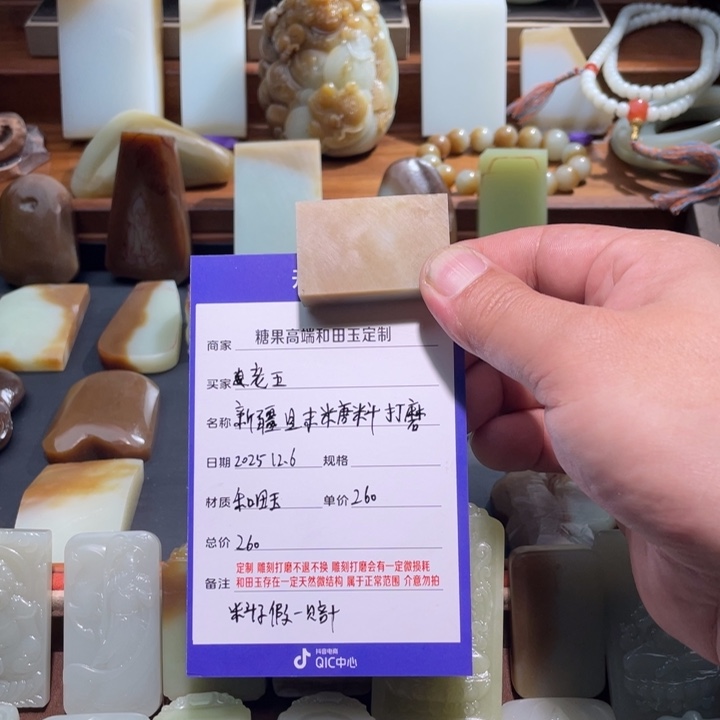 商家 糖果高端和田玉定制
买家 老王
名称 新疆且末米唐料打磨
日期 2025 12.6 规格
材质 和田玉 单价 260
总价 260
定制 雕刻打磨不退不换 雕刻打磨会有一定微损耗
备注 和田玉存在一定天然微结构 属于正常范围 介意勿拍
米料仔假一赔十
抖音电商
QIC中心